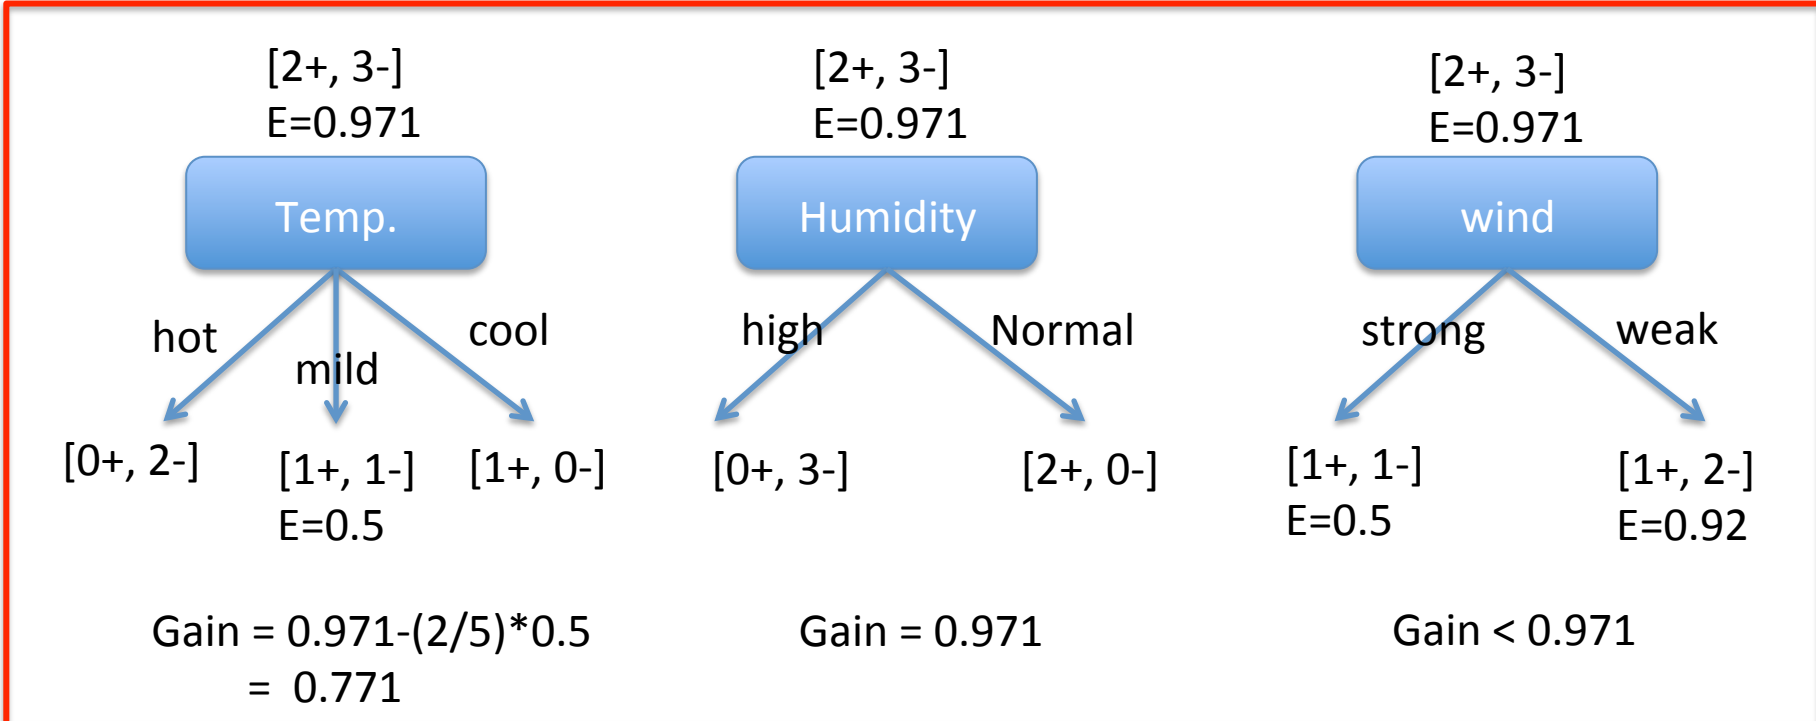 [2+, 3-]
E=0.971
Temp.
hot
mild
cool
[0+, 2-]
[1+, 1-]
E=0.5
[1+, 0-]
Gain = 0.971-(2/5)*0.5
= 0.771
[2+, 3-]
E=0.971
Humidity
high
Normal
[0+, 3-]
[2+, 0-]
Gain = 0.971
[2+, 3-]
E=0.971
wind
strong
weak
[1+, 1-]
E=0.5
[1+, 2-]
E=0.92
Gain < 0.971